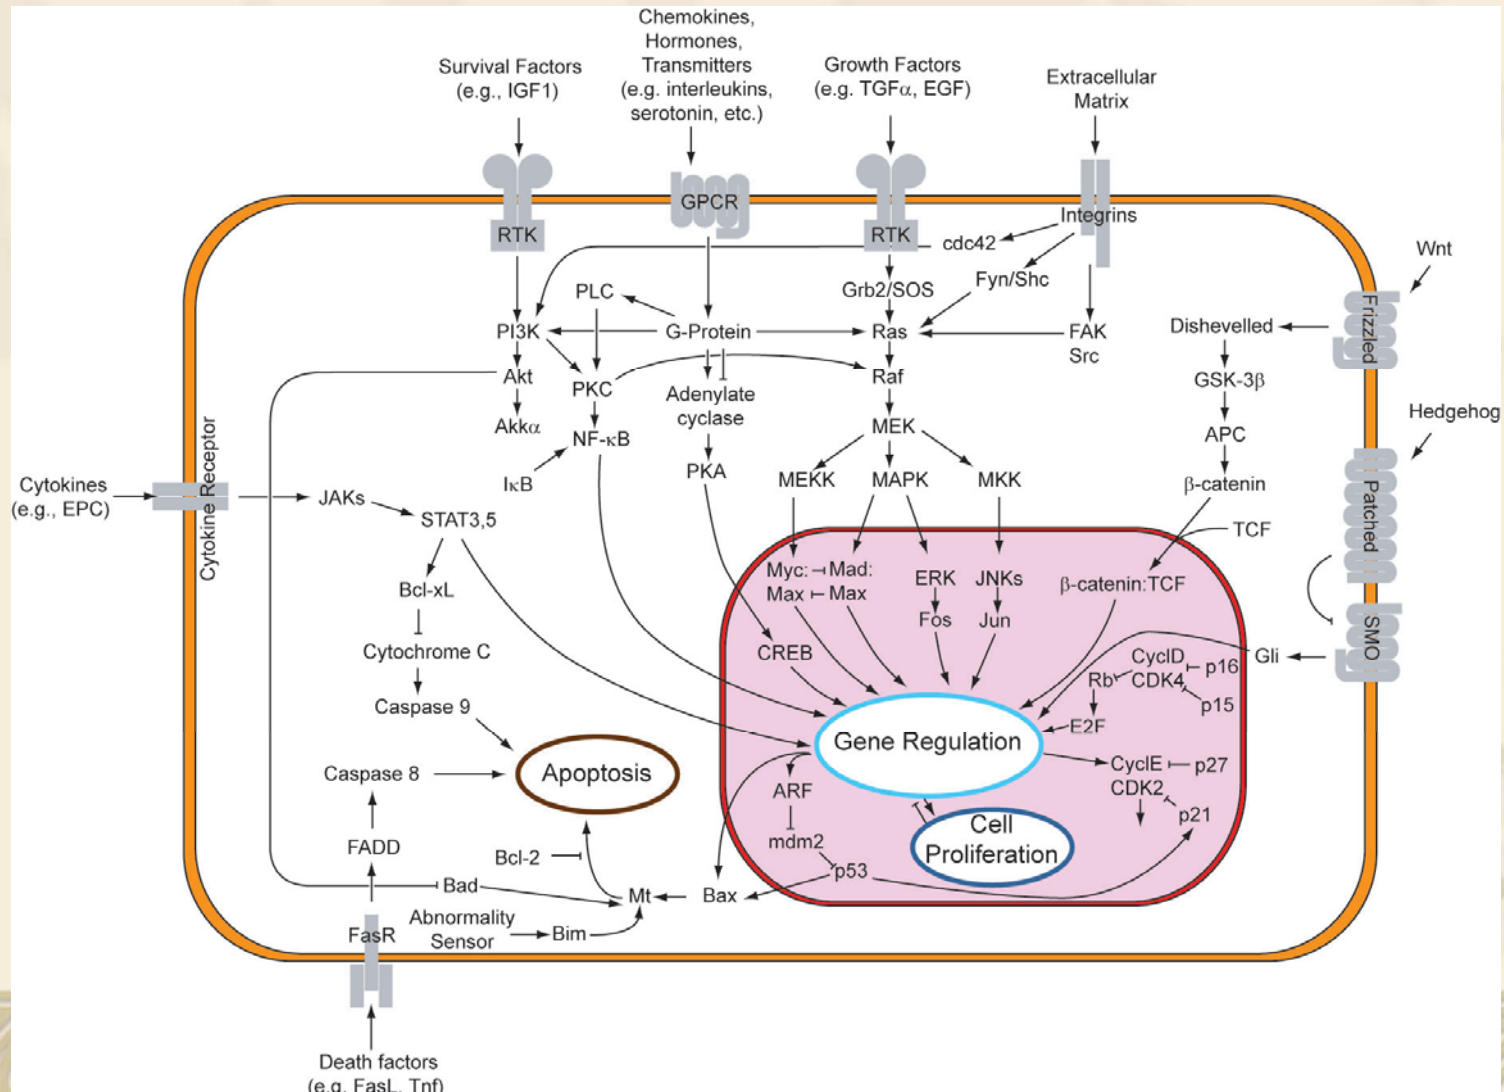 Chemokines,
Hormones,
Transmitters
(e.g. interleukins,
serotonin, etc.)
Survival Factors
(e.g., IGF1)
Growth Factors
(e.g. TGFα, EGF)
Extracellular
Matrix
RTK
GPCR
RTK
Integrins
cdc42
Fyn/Shc
Grb2/SOS
PLC
PI3K
G-Protein
Ras
FAK
Src
Wnt
Frizzled
Dishevelled
GSK-3β
APC
β-catenin
TCF
Hedgehog
Patched
SMO
Gli
Akt
Akkα
PKC
NF-κB
IκB
Adenylate
cyclase
PKA
Raf
MEK
MEKK
MAPK
MKK
Cytokines
(e.g., EPC)
Cytokine Receptor
JAKs
STAT3,5
Bcl-xL
Cytochrome C
Caspase 9
Caspase 8
Apoptosis
FADD
FasR
Death factors
(e.g. FasL, Tnf)
Bcl-2
Bad
Abnormality
Sensor
Bim
Mt
Bax
Myc:
Max
Mad:
Max
ERK
Fos
JNKs
Jun
β-catenin:TCF
CREB
CyclD
CDK4
p16
p15
Rb
E2F
Gene Regulation
CyclE
CDK2
p27
p21
ARF
mdm2
p53
Cell
Proliferation